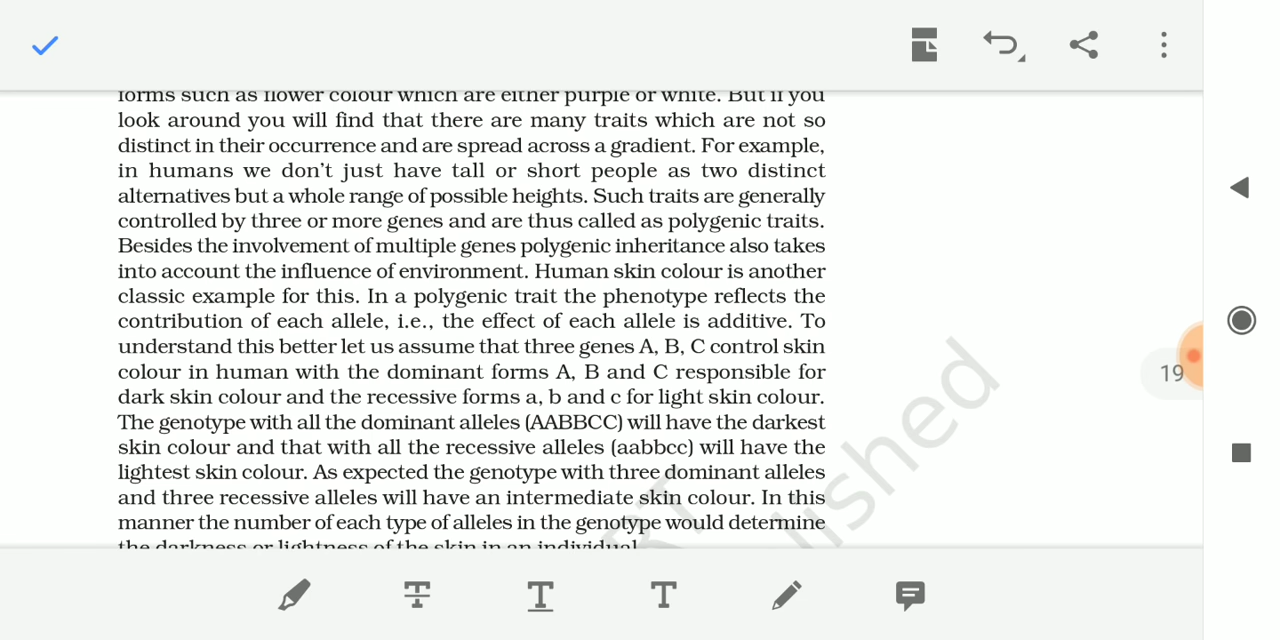 forms such as flower colour which are either purple or white. But if you
look around you will find that there are many traits which are not so
distinct in their occurrence and are spread across a gradient. For example,
in humans we don't just have tall or short people as two distinct
alternatives but a whole range of possible heights. Such traits are generally
controlled by three or more genes and are thus called as polygenic traits.
Besides the involvement of multiple genes polygenic inheritance also takes
into account the influence of environment. Human skin colour is another
classic example for this. In a polygenic trait the phenotype reflects the
contribution of each allele, i.e., the effect of each allele is additive. To
understand this better let us assume that three genes A, B, C control skin
colour in human with the dominant forms A, B and C responsible for
dark skin colour and the recessive forms a, b and c for light skin colour.
The genotype with all the dominant alleles (AABBCC) will have the darkest
skin colour and that with all the recessive alleles (aabbcc) will have the
lightest skin colour. As expected the genotype with three dominant alleles
and three recessive alleles will have an intermediate skin colour. In this
manner the number of each type of alleles in the genotype would determine
the darkness or lightness of the skin in an individual.
19
RT
lished